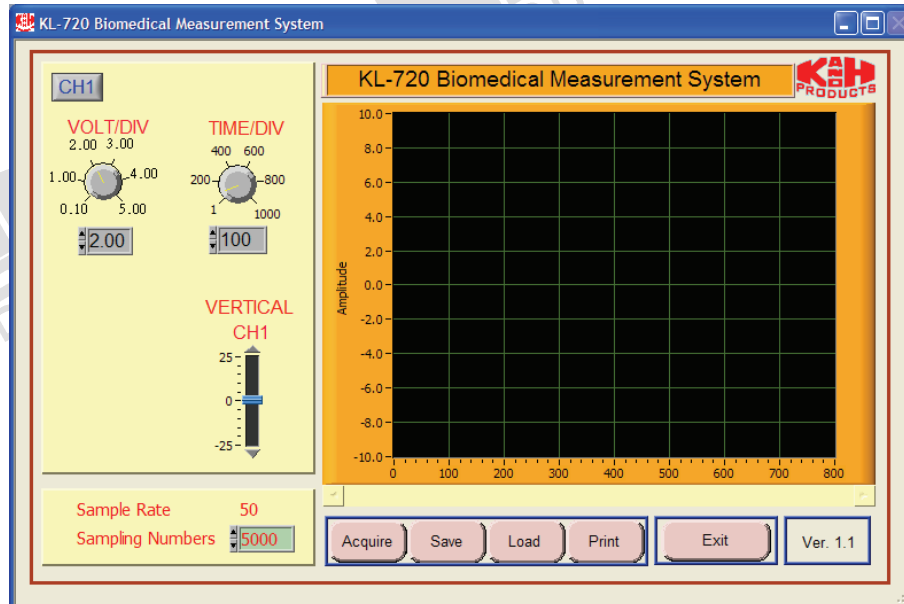 KL-720 Biomedical Measurement System
CH1
VOLT/DIV
2.00 3.00
1.00 4.00
0.10 5.00
2.00
TIME/DIV
400 600
200 800
1 1000
100
VERTICAL
CH1
25
0
-25
Sample Rate 50
Sampling Numbers 5000
KL-720 Biomedical Measurement System
K AND H
PRODUCTS
Amplitude
10.0
8.0
6.0
4.0
2.0
0.0
-2.0
-4.0
-6.0
-8.0
-10.0
0 100 200 300 400 500 600 700 800
Acquire Save Load Print Exit Ver. 1.1